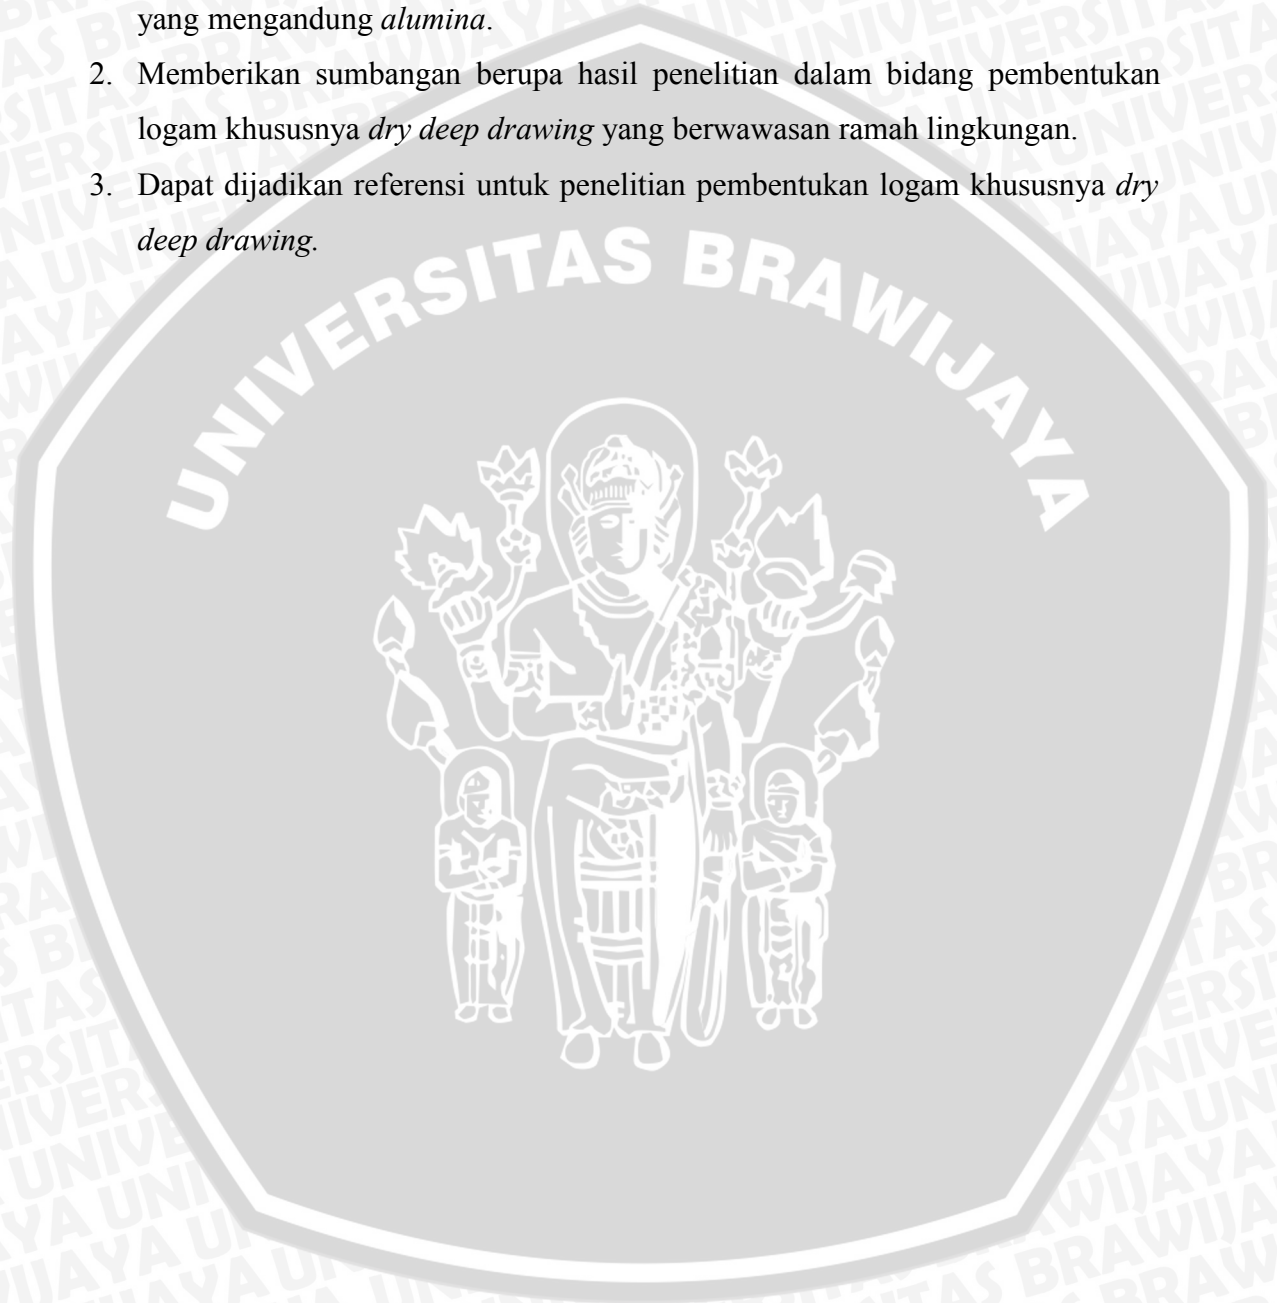 yang mengandung alumina.
2. Memberikan sumbangan berupa hasil penelitian dalam bidang pembentukan
logam khususnya dry deep drawing yang berwawasan ramah lingkungan.
3. Dapat dijadikan referensi untuk penelitian pembentukan logam khususnya dry
deep drawing.
UNIVERSITAS BRAWIJAYA